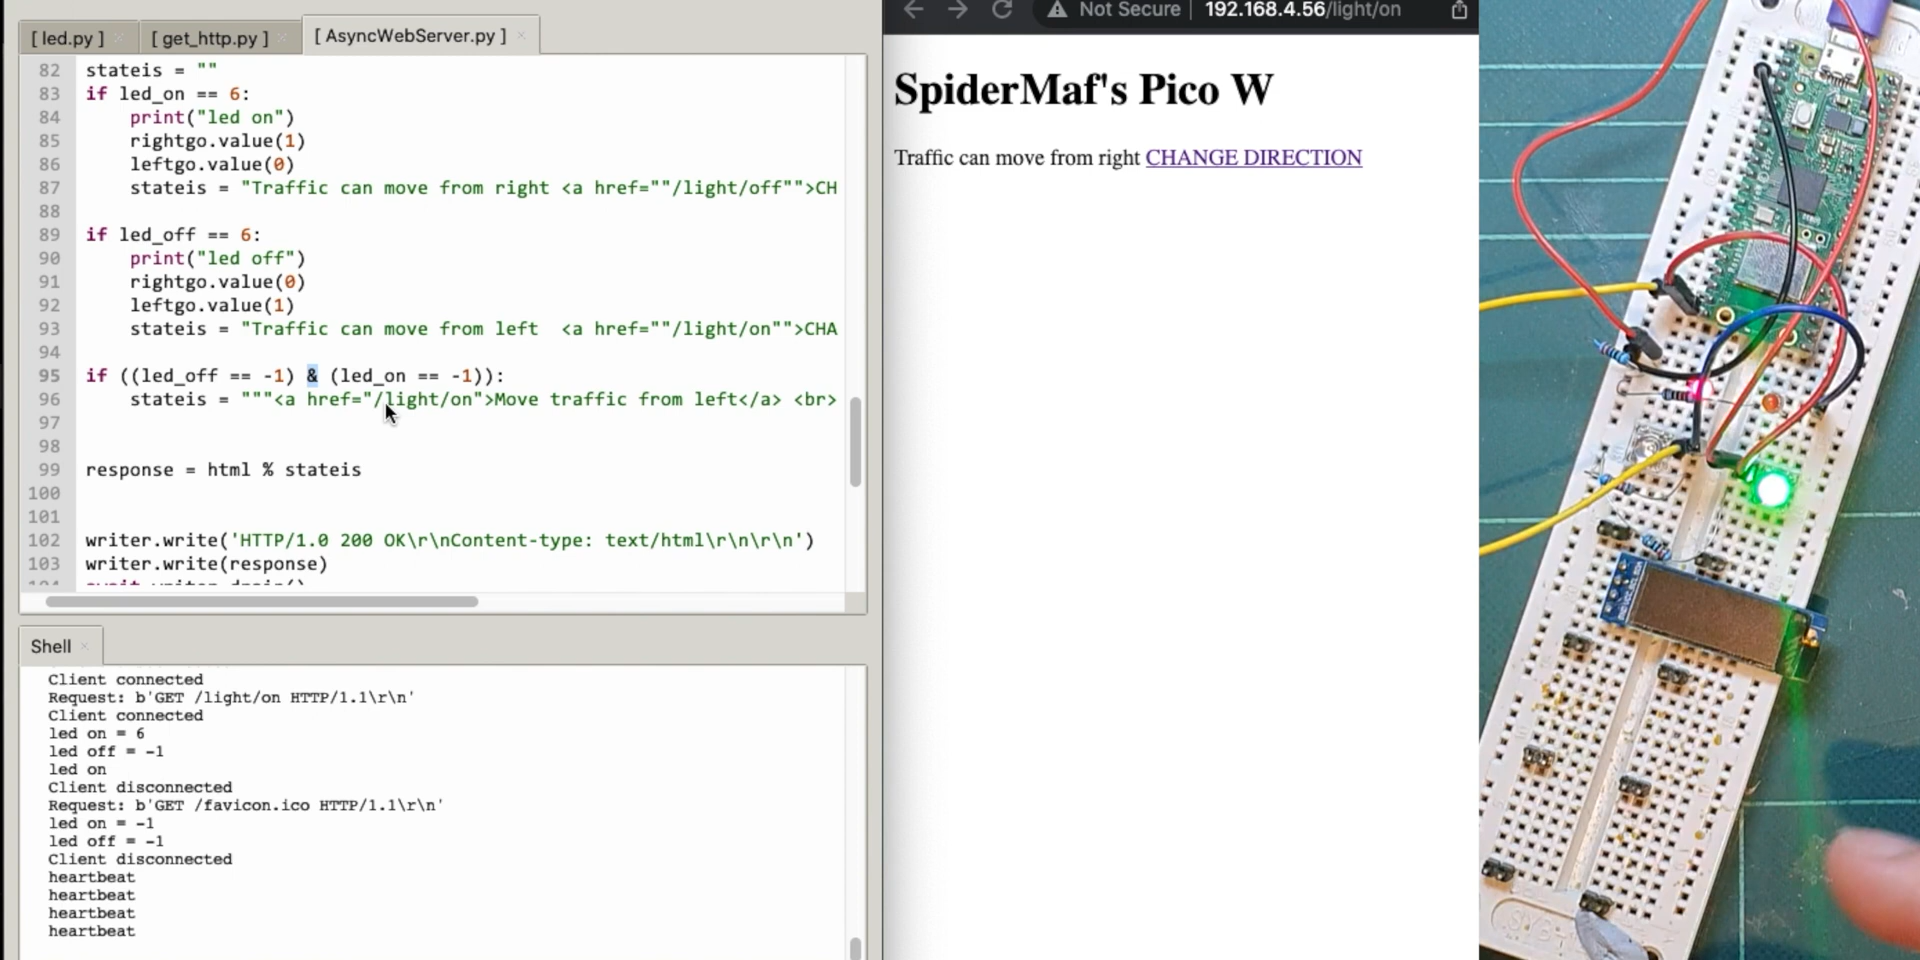 [ led.py ]
[ get_http.py ]
[ AsyncWebServer.py ]
82 stateis = ""
83 if led_on == 6:
84 print("led on")
85 rightgo.value(1)
86 leftgo.value(0)
87 stateis = "Traffic can move from right <a href=""/light/off"">CH
88
89 if led_off == 6:
90 print("led off")
91 rightgo.value(0)
92 leftgo.value(1)
93 stateis = "Traffic can move from left  <a href=""/light/on"">CHA
94
95 if ((led_off == -1) & (led_on == -1)):
96 stateis = """<a href="/light/on">Move traffic from left</a> <br>
97
98
99 response = html % stateis
100
101
102 writer.write('HTTP/1.0 200 OK\r\nContent-type: text/html\r\n\r\n')
103 writer.write(response)
104 await writer.drain()
Shell
Client connected
Request: b'GET /light/on HTTP/1.1\r\n'
Client connected
led on = 6
led off = -1
led on
Client disconnected
Request: b'GET /favicon.ico HTTP/1.1\r\n'
led on = -1
led off = -1
Client disconnected
heartbeat
heartbeat
heartbeat
heartbeat
Not Secure | 192.168.4.56/light/on
SpiderMaf's Pico W
Traffic can move from right CHANGE DIRECTION